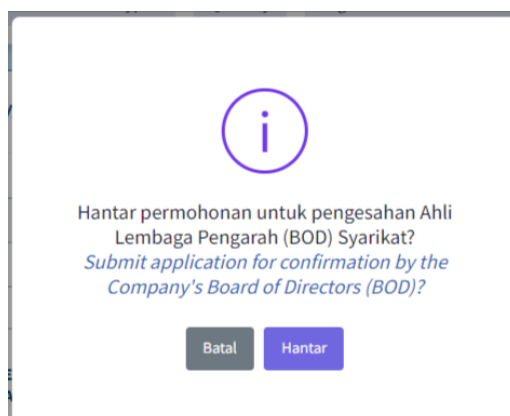 i
Hantar permohonan untuk pengesahan Ahli
Lembaga Pengarah (BOD) Syarikat?
Submit application for confirmation by the
Company's Board of Directors (BOD)?
Batal Hantar